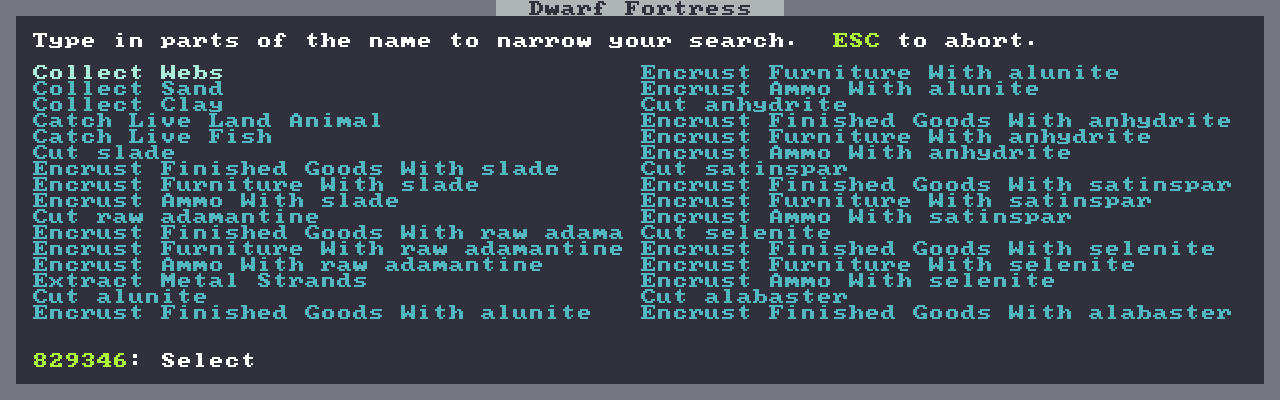 Dwarf Fortress
Type in parts of the name to narrow your search.  ESC to abort.
Collect Webs
Collect Sand
Collect Clay
Catch Live Land Animal
Catch Live Fish
Cut slade
Encrust Finished Goods With slade
Encrust Furniture With slade
Encrust Ammo With slade
Cut raw adamantine
Encrust Finished Goods With raw adama
Encrust Furniture With raw adamantine
Encrust Ammo With raw adamantine
Extract Metal Strands
Cut alunite
Encrust Finished Goods With alunite
Encrust Furniture With alunite
Encrust Ammo With alunite
Cut anhydrite
Encrust Finished Goods With anhydrite
Encrust Furniture With anhydrite
Encrust Ammo With anhydrite
Cut satinspar
Encrust Finished Goods With satinspar
Encrust Furniture With satinspar
Encrust Ammo With satinspar
Cut selenite
Encrust Finished Goods With selenite
Encrust Furniture With selenite
Encrust Ammo With selenite
Cut alabaster
Encrust Finished Goods With alabaster
829346: Select